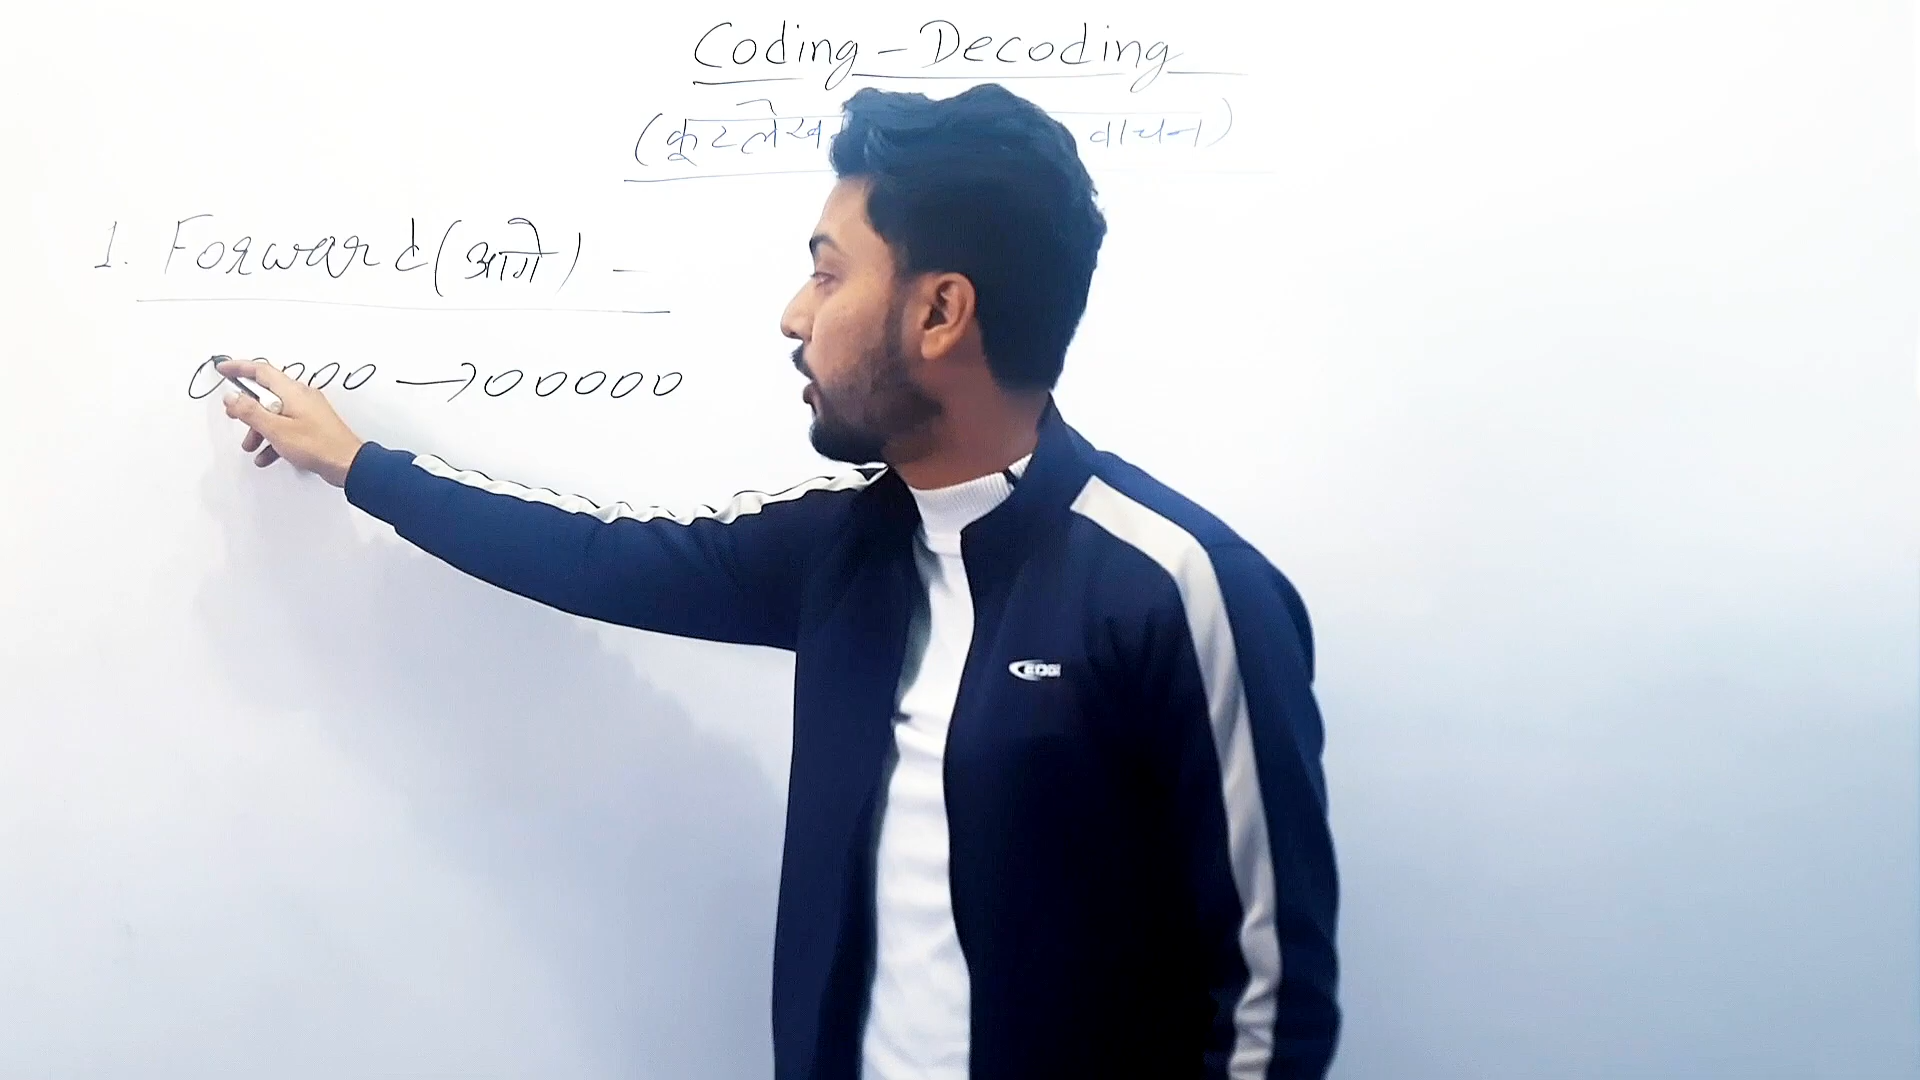 Coding - Decoding
(कूटलेखन वाचन)
1. Forward (आगे) -
00000 → 00000